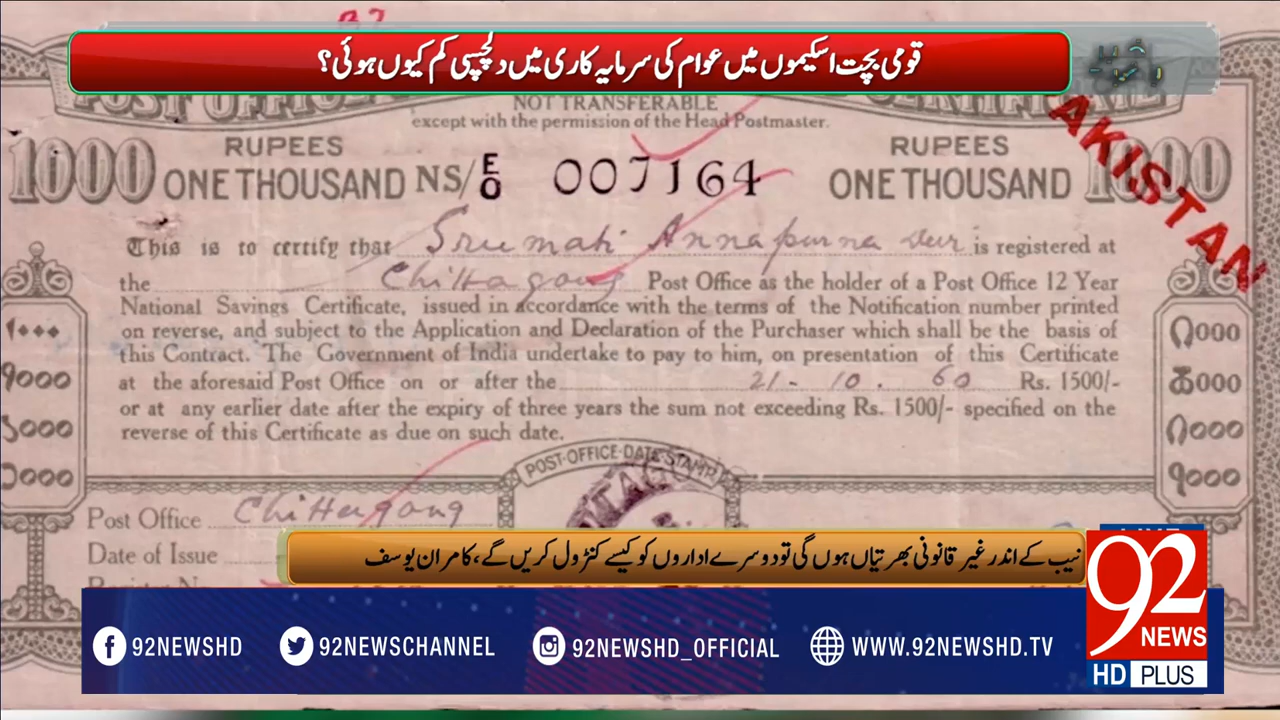 قومی بچت اسکیموں میں عوام کی سرمایہ کاری میں دلچسپی کم کیوں ہوئی؟
POST OFFICE
CERTIFICATE
NOT TRANSFERABLE
except with the permission of the Head Postmaster.
PAKISTAN
1000 RUPEES ONE THOUSAND NS/EO 007164 RUPEES ONE THOUSAND 1000
This is to certify that Sreemati Annapurna is registered at
the Chittagong Post Office as the holder of a Post Office 12 Year
National Savings Certificate, issued in accordance with the terms of the Notification number printed
on reverse, and subject to the Application and Declaration of the Purchaser which shall be the basis of
this Contract. The Government of India undertake to pay to him, on presentation of this Certificate
at the aforesaid Post Office on or after the 21-10.60 Rs. 1500/-
or at any earlier date after the expiry of three years the sum not exceeding Rs. 1500/- specified on the
reverse of this Certificate as due on such date.
POST-OFFICE-DATE-STAMP
Post Office Chittagong
Date of Issue
نیب کے اندر غیر قانونی بھرتیاں ہوں گی تو دوسرے اداروں کو کیسے کنٹرول کریں گے، کامران یوسف
92 NEWS
HD PLUS
92NEWSHD
92NEWSCHANNEL
92NEWSHD_OFFICIAL
WWW.92NEWSHD.TV